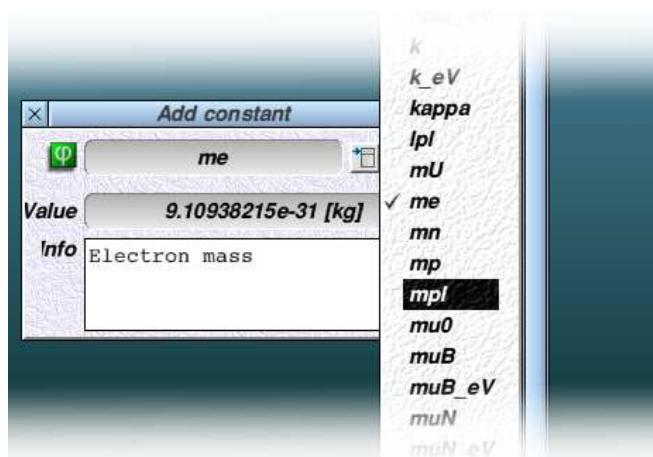 Add constant
φ
me
Value
9.10938215e-31 [kg]
Info
Electron mass
k
k_eV
kappa
lpl
mU
me
mn
mp
mpl
mu0
muB
muB_eV
muN
muN_eV